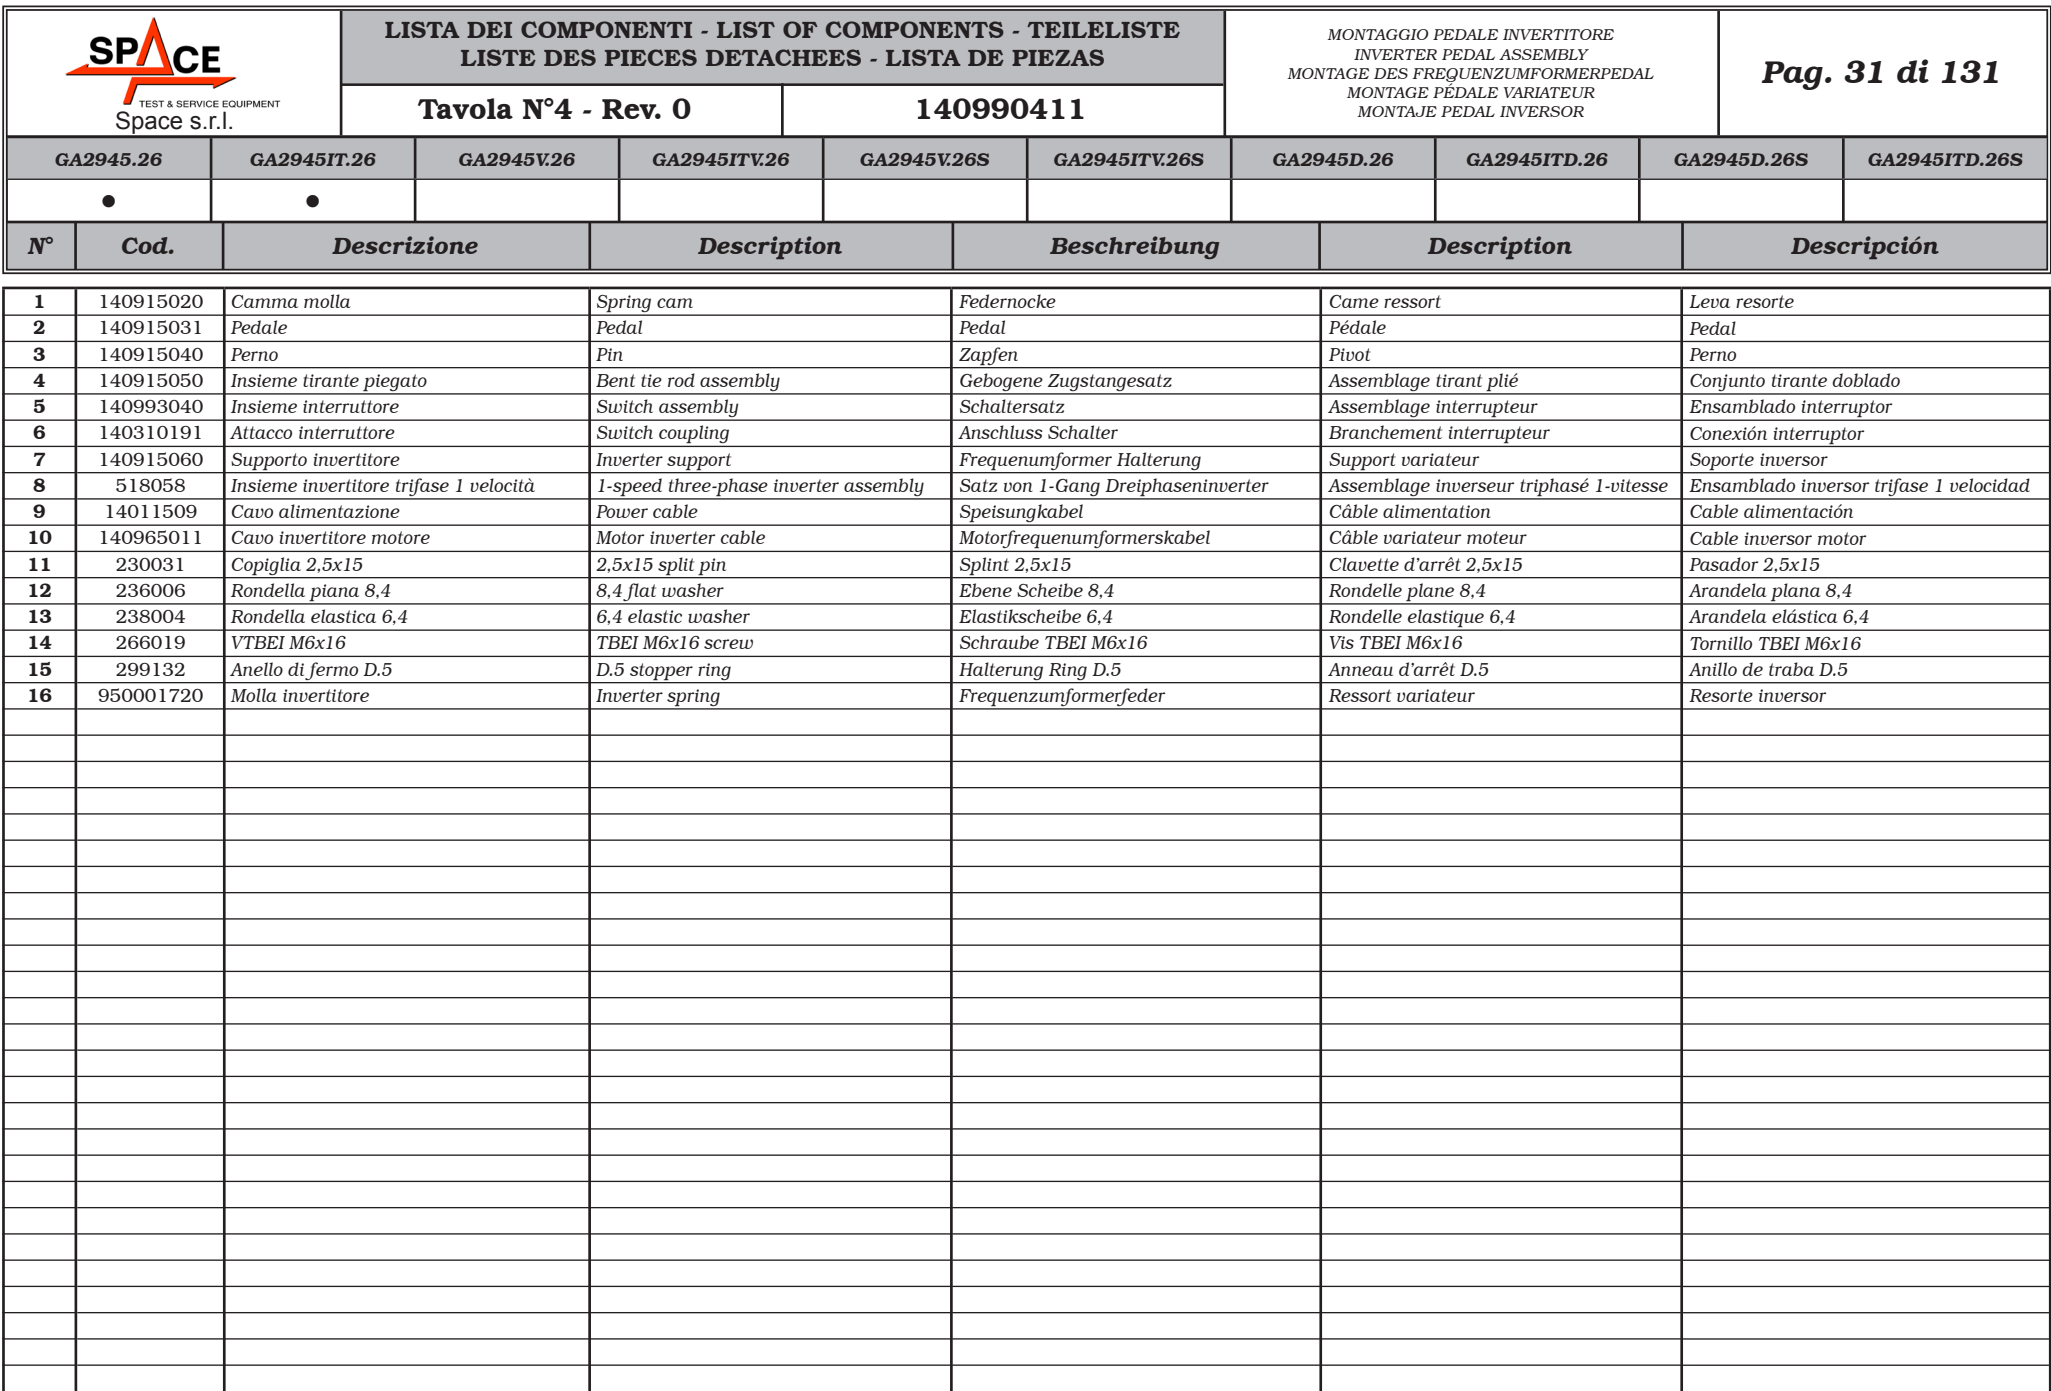 SPACE
TEST & SERVICE EQUIPMENT
Space s.r.l.
LISTA DEI COMPONENTI - LIST OF COMPONENTS - TEILELISTE
LISTE DES PIECES DETACHEES - LISTA DE PIEZAS
Tavola N°4 - Rev. 0 140990411
MONTAGGIO PEDALE INVERTITORE
INVERTER PEDAL ASSEMBLY
MONTAGE DES FREQUENZUMFORMERPEDAL
MONTAGE PÉDALE VARIATEUR
MONTAJE PEDAL INVERSOR
Pag. 31 di 131
GA2945.26 GA2945IT.26 GA2945V.26 GA2945ITV.26 GA2945V.26S GA2945ITV.26S GA2945D.26 GA2945ITD.26 GA2945D.26S GA2945ITD.26S
● ●
N° Cod. Descrizione Description Beschreibung Description Descripción
1 140915020 Camma molla Spring cam Federnocke Came ressort Leva resorte
2 140915031 Pedale Pedal Pedal Pédale Pedal
3 140915040 Perno Pin Zapfen Pivot Perno
4 140915050 Insieme tirante piegato Bent tie rod assembly Gebogene Zugstangesatz Assemblage tirant plié Conjunto tirante doblado
5 140993040 Insieme interruttore Switch assembly Schaltersatz Assemblage interrupteur Ensamblado interruptor
6 140310191 Attacco interruttore Switch coupling Anschluss Schalter Branchement interrupteur Conexión interruptor
7 140915060 Supporto invertitore Inverter support Frequenumformer Halterung Support variateur Soporte inversor
8 518058 Insieme invertitore trifase 1 velocità 1-speed three-phase inverter assembly Satz von 1-Gang Dreiphaseninverter Assemblage inverseur triphasé 1-vitesse Ensamblado inversor trifase 1 velocidad
9 14011509 Cavo alimentazione Power cable Speisungkabel Câble alimentation Cable alimentación
10 140965011 Cavo invertitore motore Motor inverter cable Motorfrequenumformerskabel Câble variateur moteur Cable inversor motor
11 230031 Copiglia 2,5x15 2,5x15 split pin Splint 2,5x15 Clavette d'arrêt 2,5x15 Pasador 2,5x15
12 236006 Rondella piana 8,4 8,4 flat washer Ebene Scheibe 8,4 Rondelle plane 8,4 Arandela plana 8,4
13 238004 Rondella elastica 6,4 6,4 elastic washer Elastikscheibe 6,4 Rondelle elastique 6,4 Arandela elástica 6,4
14 266019 VTBEI M6x16 TBEI M6x16 screw Schraube TBEI M6x16 Vis TBEI M6x16 Tornillo TBEI M6x16
15 299132 Anello di fermo D.5 D.5 stopper ring Halterung Ring D.5 Anneau d'arrêt D.5 Anillo de traba D.5
16 950001720 Molla invertitore Inverter spring Frequenzumformerfeder Ressort variateur Resorte inversor